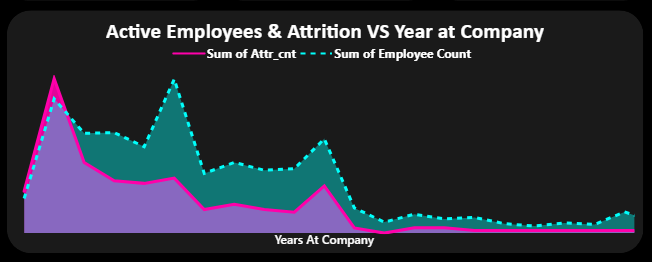 Active Employees & Attrition VS Year at Company
Sum of Attr_cnt Sum of Employee Count
Years At Company